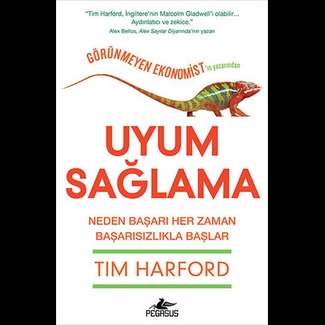 "Tim Harford, İngiltere'nin Malcolm Gladwell'i olabilir...
Aydınlatıcı ve zekice."
Alex Bellos, Alex Sayılar Diyarında'nın yazarı
GÖRÜNMEYEN EKONOMİST'in yazarından
UYUM
SAĞLAMA
NEDEN BAŞARI HER ZAMAN
BAŞARISIZLIKLA BAŞLAR
TIM HARFORD
PEGASUS